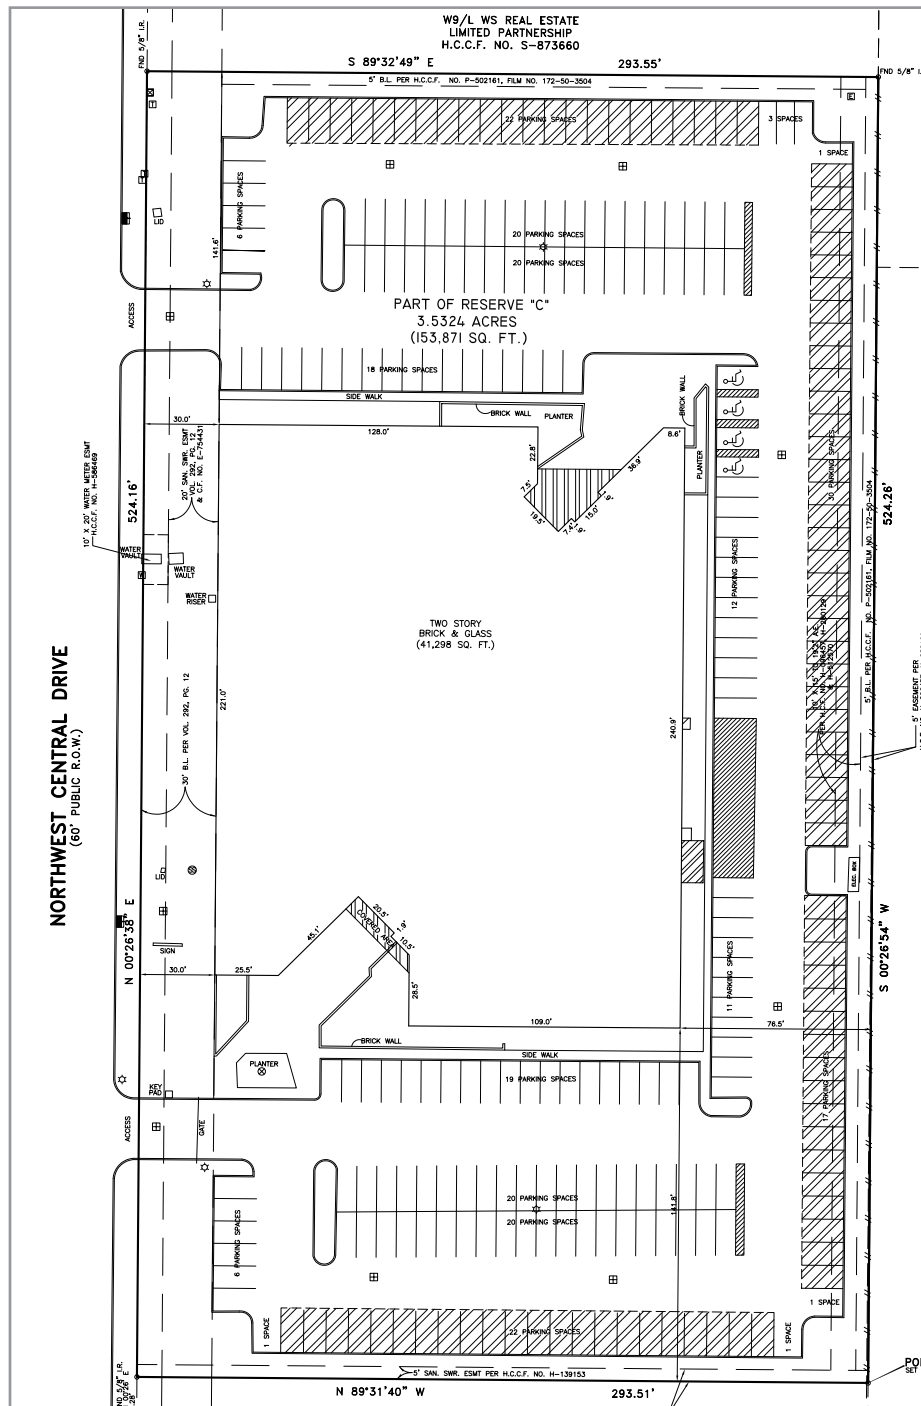 W9/L WS REAL ESTATE
LIMITED PARTNERSHIP
H.C.C.F. NO. S-873660
S 89°32'49" E
293.55'
FND 5/8" I.R.
5' B.L. PER H.C.C.F. NO. P-502161, FILM NO. 172-50-3504
T
E
22 PARKING SPACES
3 SPACES
1 SPACE
6 PARKING SPACES
LID
141.6'
20 PARKING SPACES
20 PARKING SPACES
ACCESS
PART OF RESERVE "C"
3.5324 ACRES
(153,871 SQ. FT.)
18 PARKING SPACES
SIDE WALK
BRICK WALL
PLANTER
BRICK WALL
PLANTER
30.0'
128.0'
8.6'
22.8'
36.9'
7.5'
19.5'
7.4'
1.9'
15.0'
1.9'
20' SAN. SWR. ESMT
VOL. 292, PG. 12
& C.F. NO. E-754431
10' X 20' WATER METER ESMT
H.C.C.F. NO. H-586469
524.16'
WATER
VAULT
WATER
VAULT
WATER
RISER
30 PARKING SPACES
5' B.L. PER H.C.C.F. NO. P-502161, FILM NO. 172-50-3504
524.26'
12 PARKING SPACES
TWO STORY
BRICK & GLASS
(41,298 SQ. FT.)
5' EASEMENT PER
NORTHWEST CENTRAL DRIVE
(60' PUBLIC R.O.W.)
30' B.L. PER VOL. 292, PG. 12
221.0'
240.9'
LID
ELEC. BOX
N 00°26'38" E
S 00°26'54" W
SIGN
30.0'
25.5'
45.1'
20.5'
1.9'
10.5'
COVERED AREA
28.5'
109.0'
76.5'
11 PARKING SPACES
BRICK WALL
SIDE WALK
PLANTER
19 PARKING SPACES
KEY
PAD
GATE
ACCESS
17 PARKING SPACES
20 PARKING SPACES
20 PARKING SPACES
141.8'
6 PARKING SPACES
1 SPACE
22 PARKING SPACES
1 SPACE
1 SPACE
5' SAN. SWR. ESMT PER H.C.C.F. NO. H-139153
N 89°31'40" W
293.51'
SET